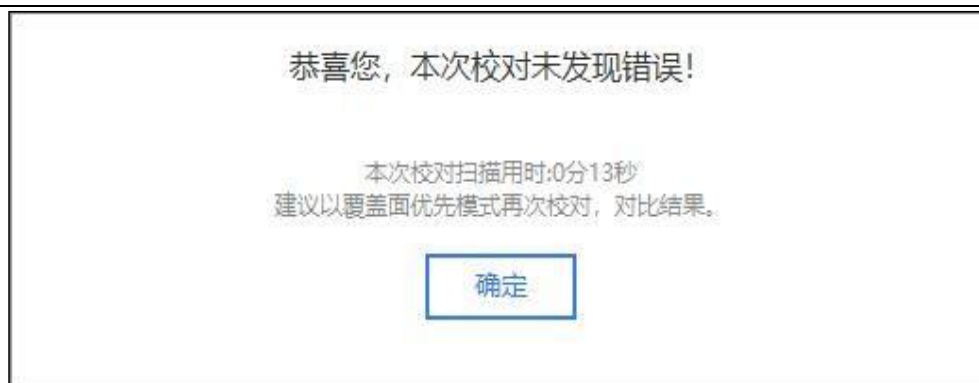 恭喜您，本次校对未发现错误!
本次校对扫描用时:0分13秒
建议以覆盖面优先模式再次校对，对比结果。
确定